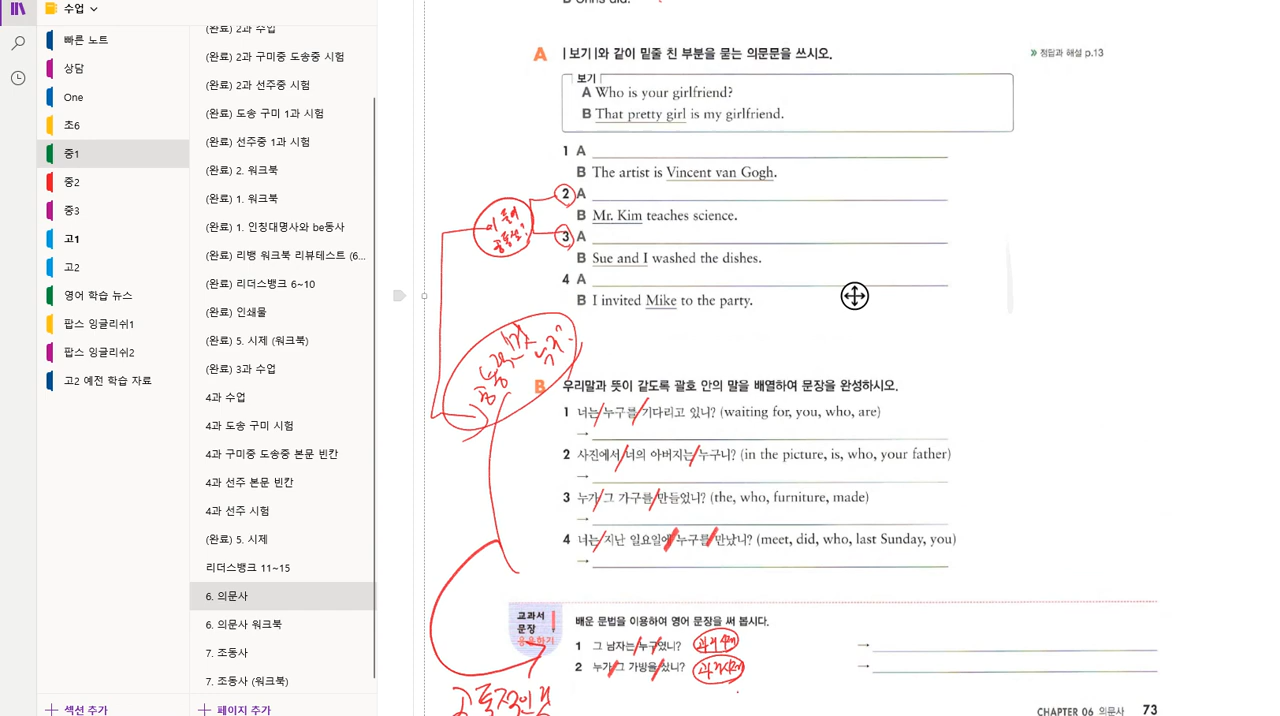 수업
빠른 노트
상담
One
초6
중1
중2
중3
고1
고2
영어 학습 뉴스
팝스 잉글리쉬1
팝스 잉글리쉬2
고2 예전 학습 자료
섹션 추가
(완료) 2과 수업
(완료) 2과 구미중 도송중 시험
(완료) 2과 선주중 시험
(완료) 도송 구미 1과 시험
(완료) 선주중 1과 시험
(완료) 2. 워크북
(완료) 1. 워크북
(완료) 1. 인칭대명사와 be동사
(완료) 리뱅 워크북 리뷰테스트 (6...
(완료) 리더스뱅크 6~10
(완료) 인쇄물
(완료) 5. 시제 (워크북)
(완료) 3과 수업
4과 수업
4과 도송 구미 시험
4과 구미중 도송중 본문 빈칸
4과 선주 본문 빈칸
4과 선주 시험
(완료) 5. 시제
리더스뱅크 11~15
6. 의문사
6. 의문사 워크북
7. 조동사
7. 조동사 (워크북)
페이지 추가
B Chris did.
A |보기|와 같이 밑줄 친 부분을 묻는 의문문을 쓰시오.
정답과 해설 p.13
보기
A Who is your girlfriend?
B That pretty girl is my girlfriend.
1 A
B The artist is Vincent van Gogh.
2 A
B Mr. Kim teaches science.
3 A
B Sue and I washed the dishes.
4 A
B I invited Mike to the party.
이 둘의
공통점?
B 우리말과 뜻이 같도록 괄호 안의 말을 배열하여 문장을 완성하시오.
1 너는 누구를 기다리고 있니? (waiting for, you, who, are)
→
2 사진에서 너의 아버지는 누구니? (in the picture, is, who, your father)
→
3 누가 그 가구를 만들었니? (the, who, furniture, made)
→
4 너는 지난 일요일에 누구를 만났니? (meet, did, who, last Sunday, you)
→
교과서
문장
응용하기
배운 문법을 이용하여 영어 문장을 써 봅시다.
1 그 남자는 누구였니? 과거시제 →
2 누가 그 가방을 샀니? 과거시제 →
공통적인
CHAPTER 06 의문사 73